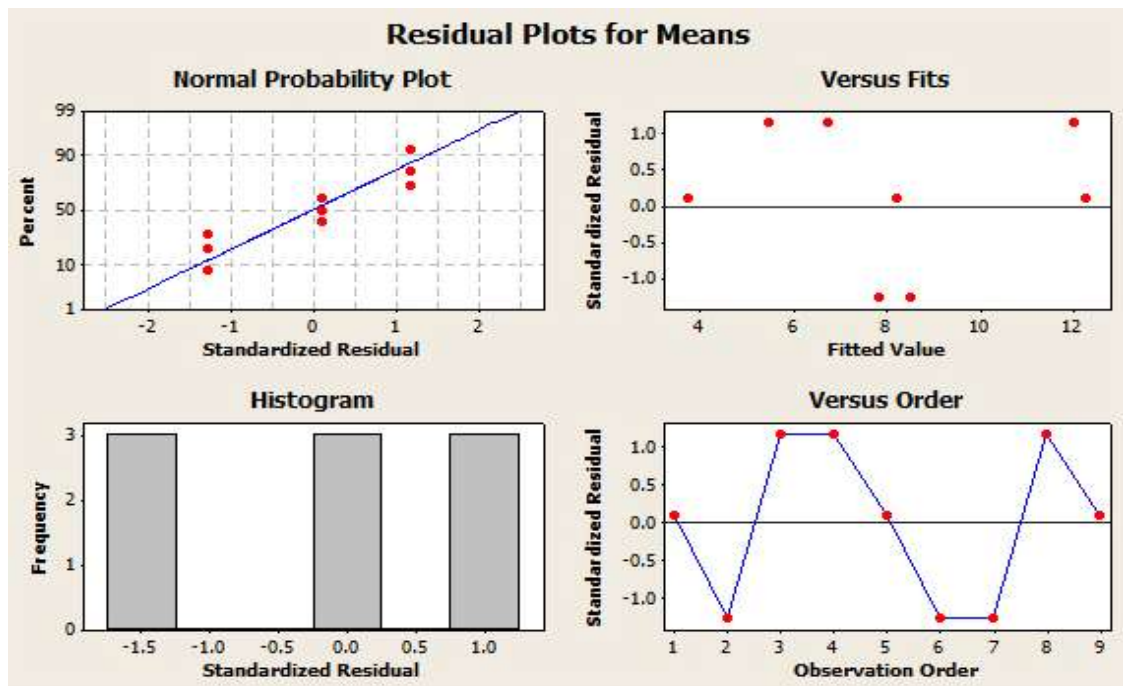 Residual Plots for Means
Normal Probability Plot
99
90
50
10
1
Percent
-2 -1 0 1 2
Standardized Residual
Versus Fits
1.0
0.5
0.0
-0.5
-1.0
Standardized Residual
4 6 8 10 12
Fitted Value
Histogram
3
2
1
0
Frequency
-1.5 -1.0 -0.5 0.0 0.5 1.0
Standardized Residual
Versus Order
1.0
0.5
0.0
-0.5
-1.0
Standardized Residual
1 2 3 4 5 6 7 8 9
Observation Order